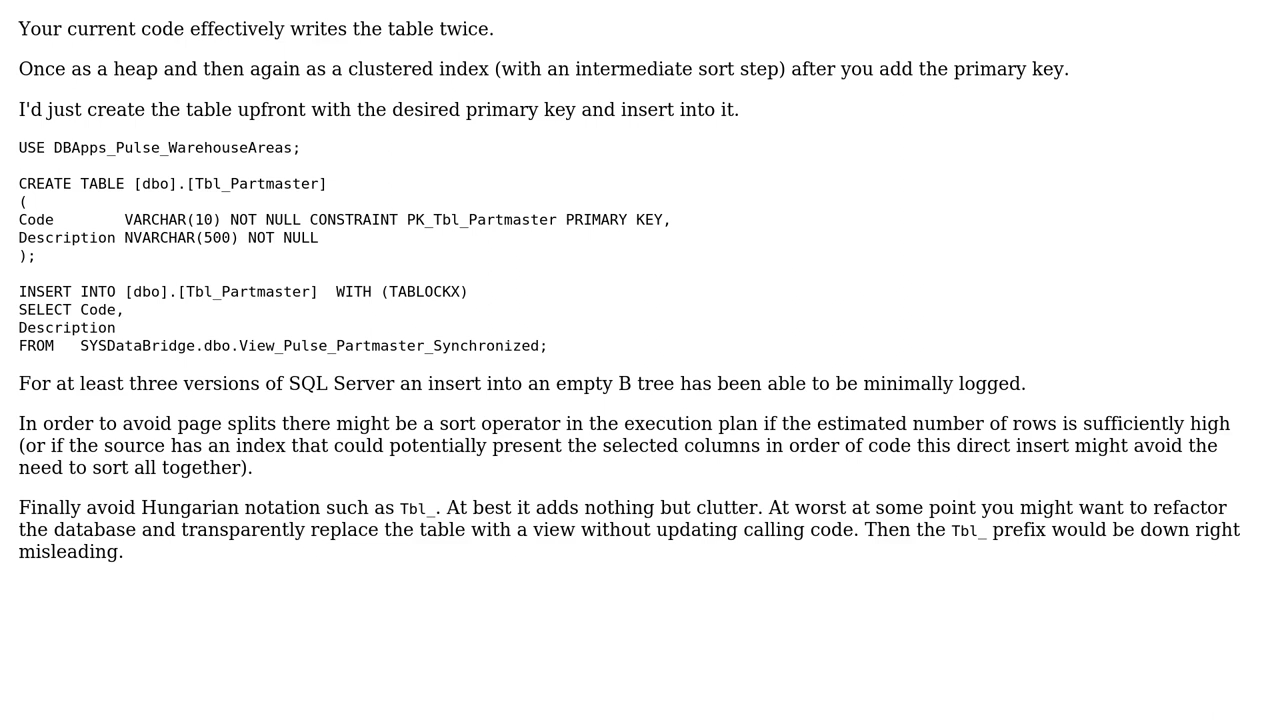 Your current code effectively writes the table twice.
Once as a heap and then again as a clustered index (with an intermediate sort step) after you add the primary key.
I'd just create the table upfront with the desired primary key and insert into it.
USE DBApps_Pulse_WarehouseAreas;
CREATE TABLE [dbo].[Tbl_Partmaster]
(
Code        VARCHAR(10) NOT NULL CONSTRAINT PK_Tbl_Partmaster PRIMARY KEY,
Description NVARCHAR(500) NOT NULL
);
INSERT INTO [dbo].[Tbl_Partmaster]  WITH (TABLOCKX)
SELECT Code,
Description
FROM   SYSDataBridge.dbo.View_Pulse_Partmaster_Synchronized;
For at least three versions of SQL Server an insert into an empty B tree has been able to be minimally logged.
In order to avoid page splits there might be a sort operator in the execution plan if the estimated number of rows is sufficiently high
(or if the source has an index that could potentially present the selected columns in order of code this direct insert might avoid the
need to sort all together).
Finally avoid Hungarian notation such as Tbl_. At best it adds nothing but clutter. At worst at some point you might want to refactor
the database and transparently replace the table with a view without updating calling code. Then the Tbl_ prefix would be down right
misleading.